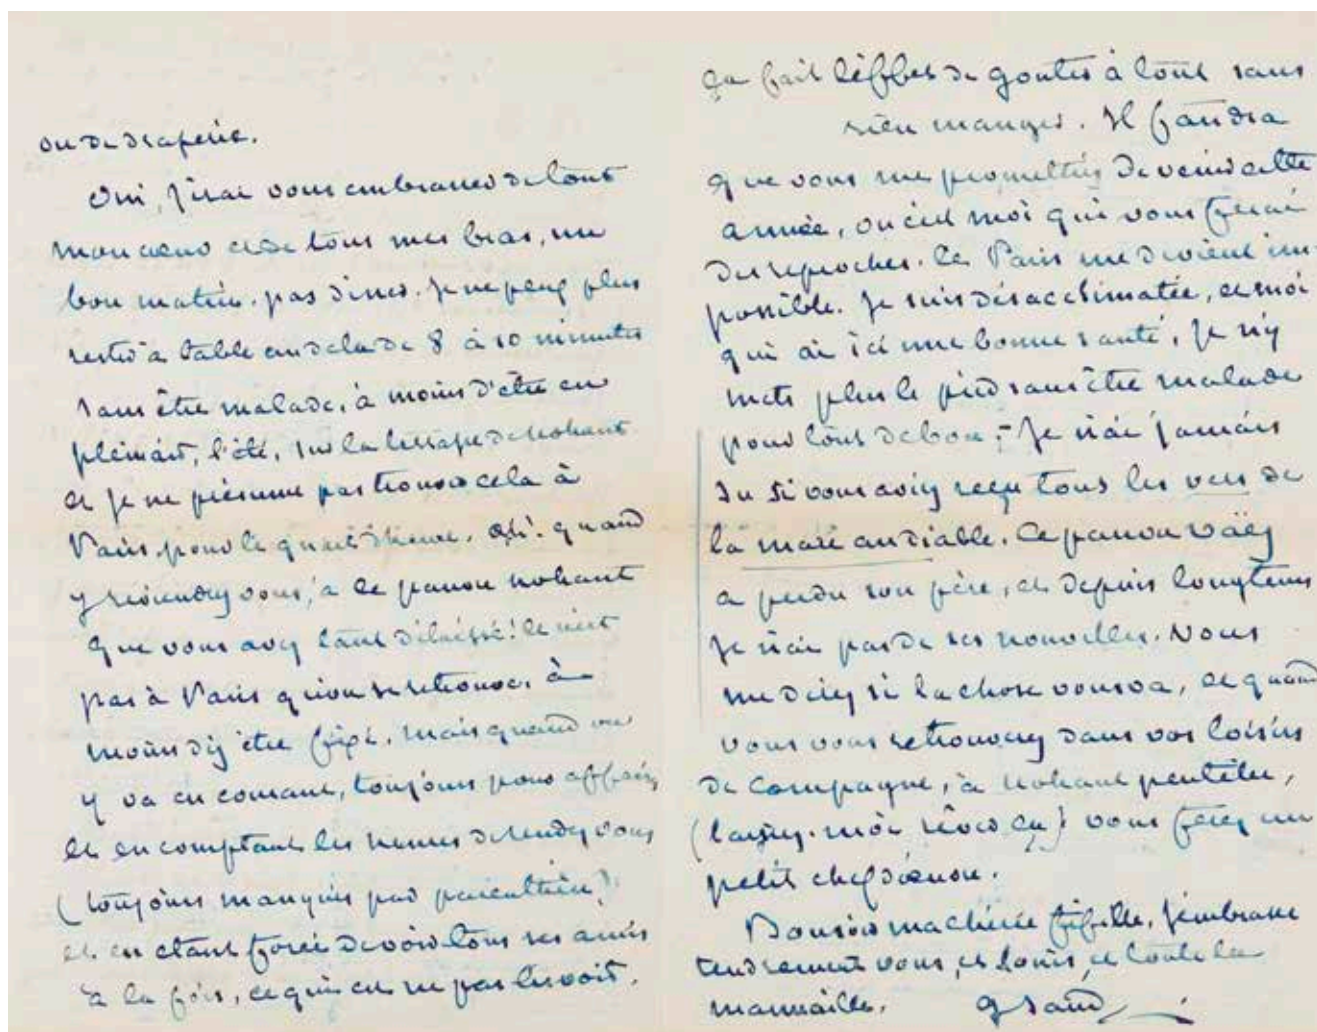 ou de draperie.
Oui, j'irai vous embrasser de tout
mon cœur et de tous mes bras, un
bon matin. pas diner. Je ne peux plus
rester à table au delà de 8 à 10 minutes
sans être malade, à moins d'être en
plein air, l'été, sur la terrasse de Nohant
et je ne présume pas trouver cela à
Paris, pour le quart d'heure. Ah! quand
y reviendrez vous, à ce pauvre Nohant
que vous avez tant délaissé! Ce n'est
pas à Paris qu'on se retrouve, à
moins d'y être fixé. mais quand on
y va en courant, toujours pour affaires,
et en comptant les heures de rendez vous
(toujours manqués par parenthèse)
et en étant forcé de voir tous ses amis
à la fois, ce qui est ne pas les voir,
ça fait l'effet de gouter à tout sans
rien manger. Il faudra
que vous me promettiez de venir cette
année, ou c'est moi qui vous ferai
des reproches. Ce Paris me devient im-
possible. Je suis désacclimatée, et moi
qui ai ici une bonne santé, je n'y
mets plus le pied sans être malade
pour tout de bon. – Je n'ai jamais
su si vous aviez reçu tous les vers de
la mare au diable. Ce pauvre Vaëz
a perdu son père, et depuis longtems
je n'ai pas de ses nouvelles. Vous
me direz si la chose vous va, et quand
vous vous retrouverez dans vos loisirs
de campagne, à Nohant peut être,
(laissez-moi rêver ça) vous ferez un
petit chef d'œuvre.
Bonsoir ma chérie fifille, j'embrasse
tendrement vous, et Louis, et toute la
marmaille. G Sand